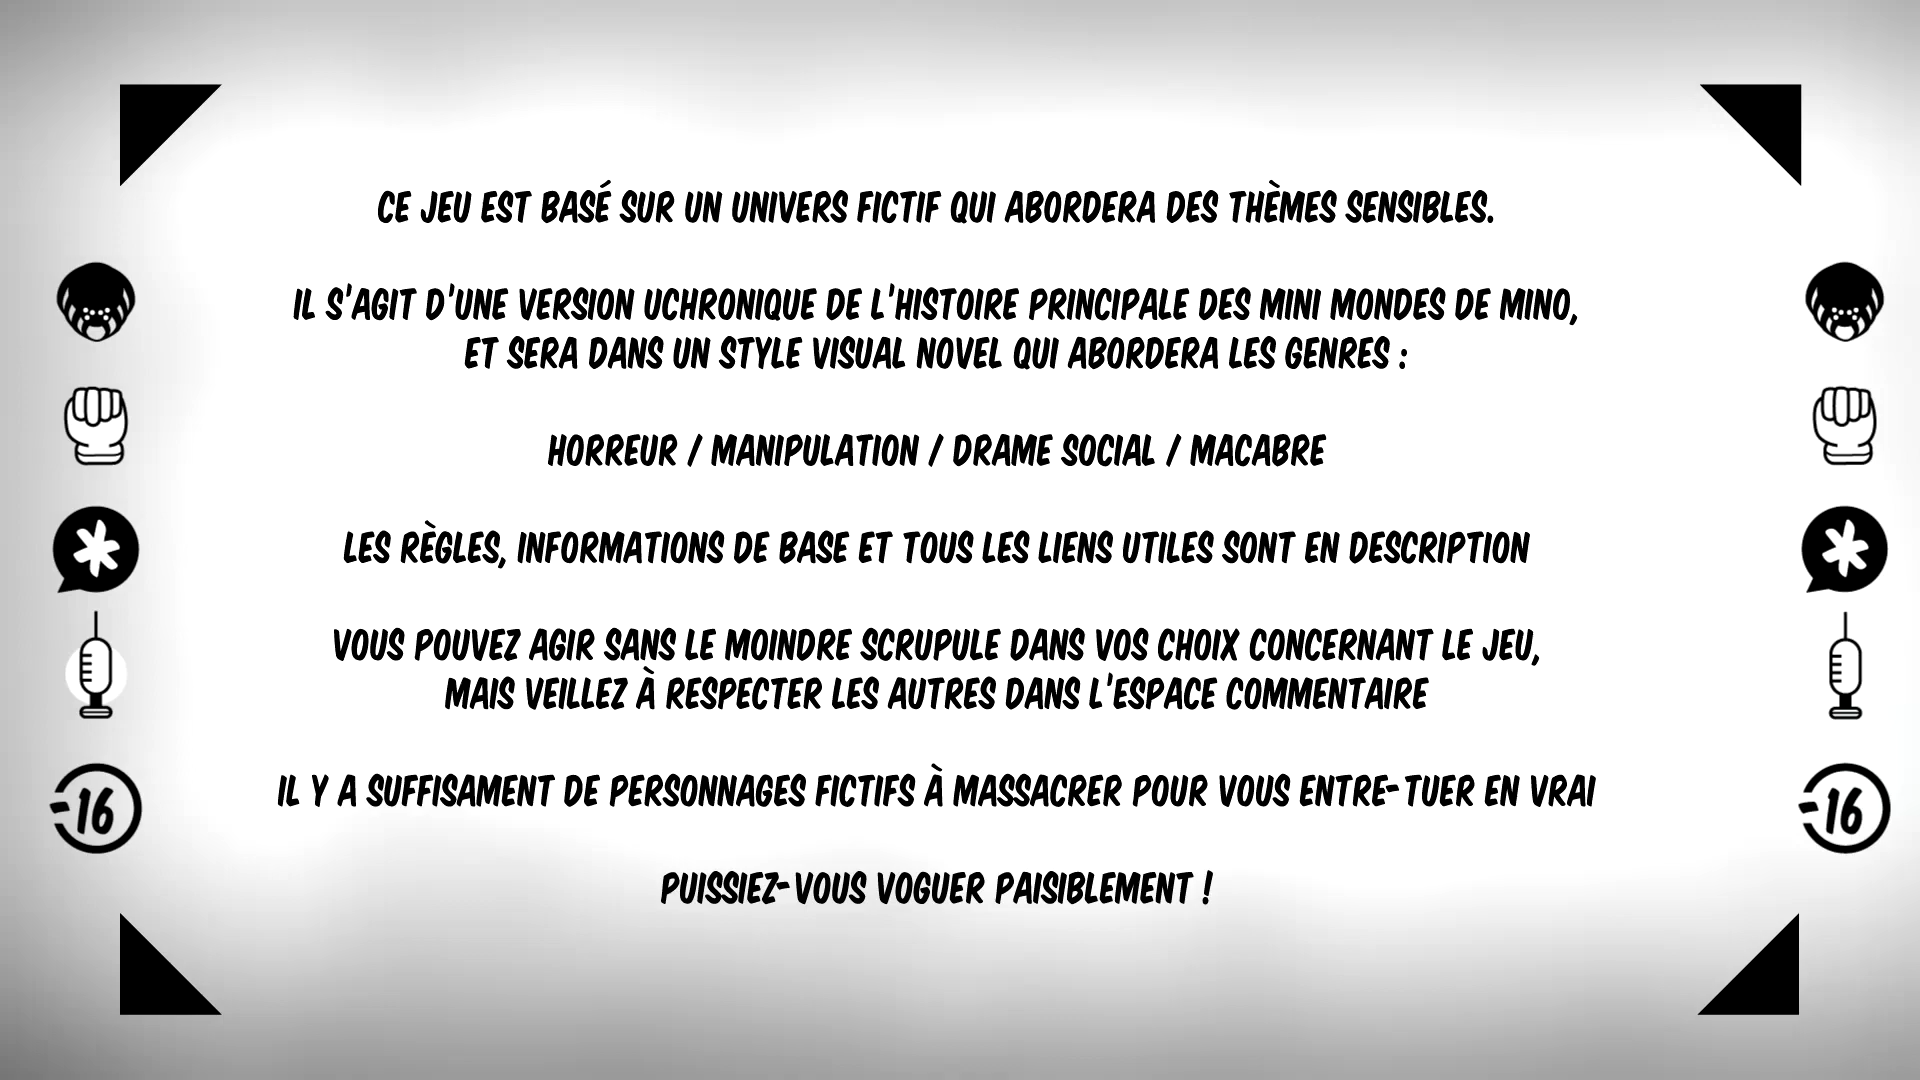 CE JEU EST BASÉ SUR UN UNIVERS FICTIF QUI ABORDERA DES THÈMES SENSIBLES.
IL S'AGIT D'UNE VERSION UCHRONIQUE DE L'HISTOIRE PRINCIPALE DES MINI MONDES DE MINO,
ET SERA DANS UN STYLE VISUAL NOVEL QUI ABORDERA LES GENRES :
HORREUR / MANIPULATION / DRAME SOCIAL / MACABRE
LES RÈGLES, INFORMATIONS DE BASE ET TOUS LES LIENS UTILES SONT EN DESCRIPTION
VOUS POUVEZ AGIR SANS LE MOINDRE SCRUPULE DANS VOS CHOIX CONCERNANT LE JEU,
MAIS VEILLEZ À RESPECTER LES AUTRES DANS L'ESPACE COMMENTAIRE
IL Y A SUFFISAMENT DE PERSONNAGES FICTIFS À MASSACRER POUR VOUS ENTRE-TUER EN VRAI
PUISSIEZ-VOUS VOGUER PAISIBLEMENT !
-16
-16